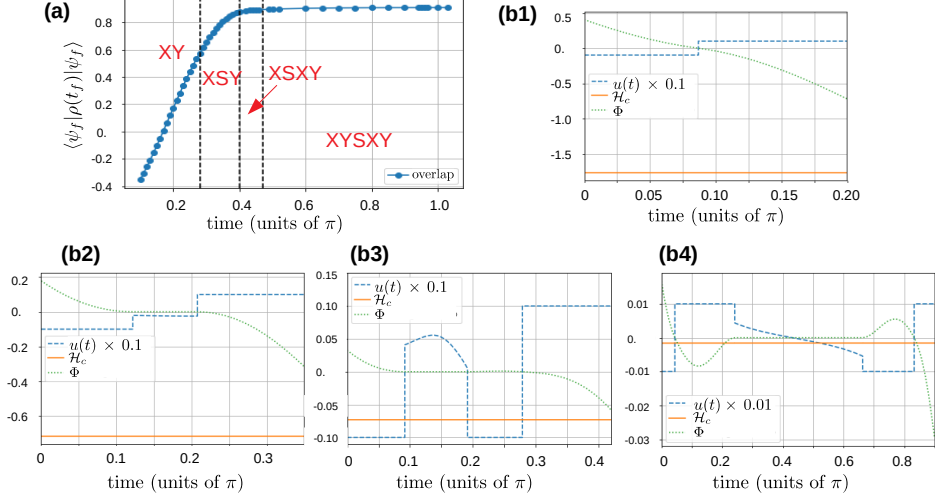 (a)
⟨ψ_f|ρ(t_f)|ψ_f⟩
0.8
0.6
0.4
0.2
0.
-0.2
-0.4
XY
XSY
XSXY
XYSXY
overlap
0.2
0.4
0.6
0.8
1.0
time (units of π)
(b1)
0.5
0.
-0.5
-1.0
-1.5
u(t) × 0.1
ℋ_c
Φ
0
0.05
0.10
0.15
0.20
time (units of π)
(b2)
0.2
0.
-0.2
-0.4
-0.6
u(t) × 0.1
ℋ_c
Φ
0
0.1
0.2
0.3
time (units of π)
(b3)
0.15
0.10
0.05
0.
-0.05
-0.10
u(t) × 0.1
ℋ_c
Φ
0
0.1
0.2
0.3
0.4
time (units of π)
(b4)
0.01
0.
-0.01
-0.01
-0.03
u(t) × 0.01
ℋ_c
Φ
0
0.2
0.4
0.6
0.8
time (units of π)